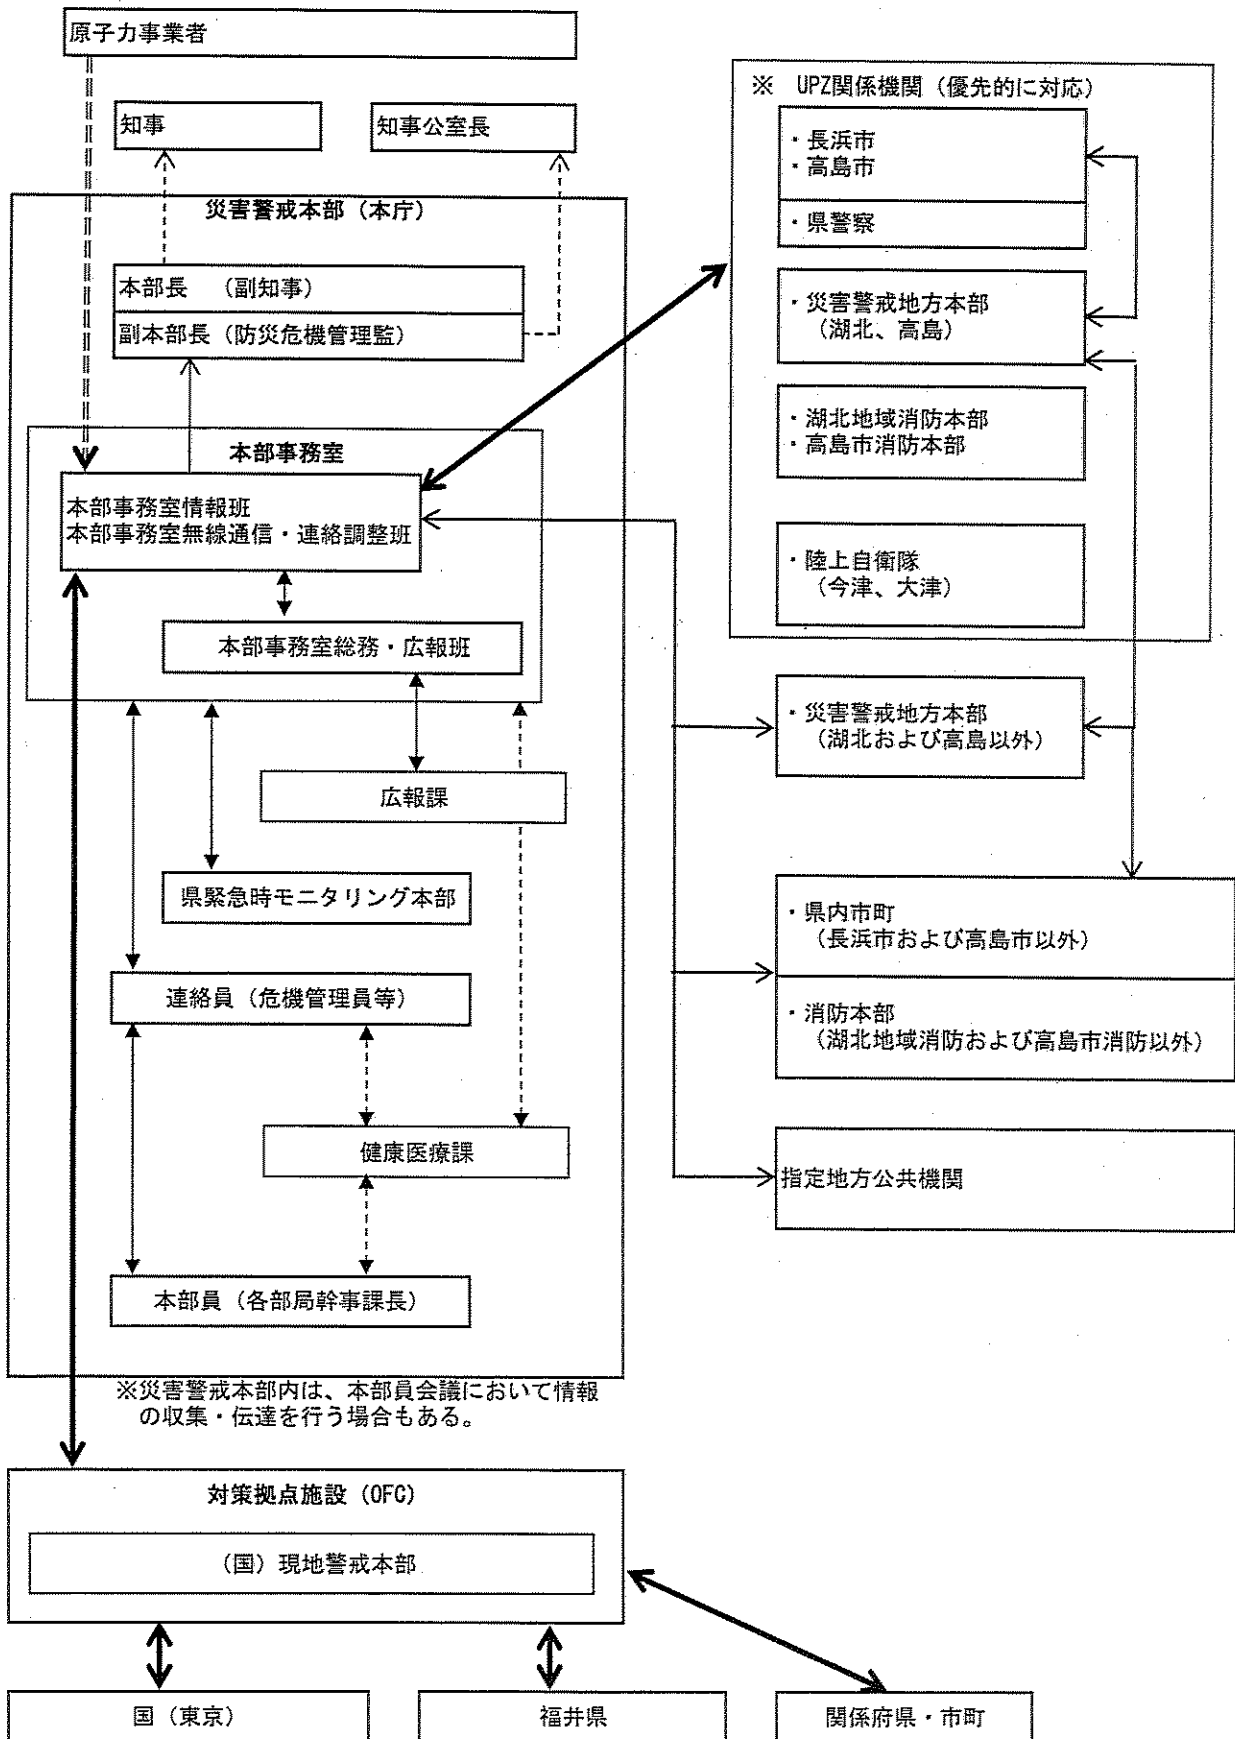 原子力事業者
知事
知事公室長
災害警戒本部（本庁）
本部長　（副知事）
副本部長（防災危機管理監）
本部事務室
本部事務室情報班
本部事務室無線通信・連絡調整班
本部事務室総務・広報班
広報課
県緊急時モニタリング本部
連絡員（危機管理員等）
健康医療課
本部員（各部局幹事課長）
※災害警戒本部内は、本部員会議において情報
の収集・伝達を行う場合もある。
※　UPZ関係機関（優先的に対応）
・長浜市
・高島市
・県警察
・災害警戒地方本部
（湖北、高島）
・湖北地域消防本部
・高島市消防本部
・陸上自衛隊
（今津、大津）
・災害警戒地方本部
（湖北および高島以外）
・県内市町
（長浜市および高島市以外）
・消防本部
（湖北地域消防および高島市消防以外）
指定地方公共機関
対策拠点施設（OFC）
（国）現地警戒本部
国（東京）
福井県
関係府県・市町